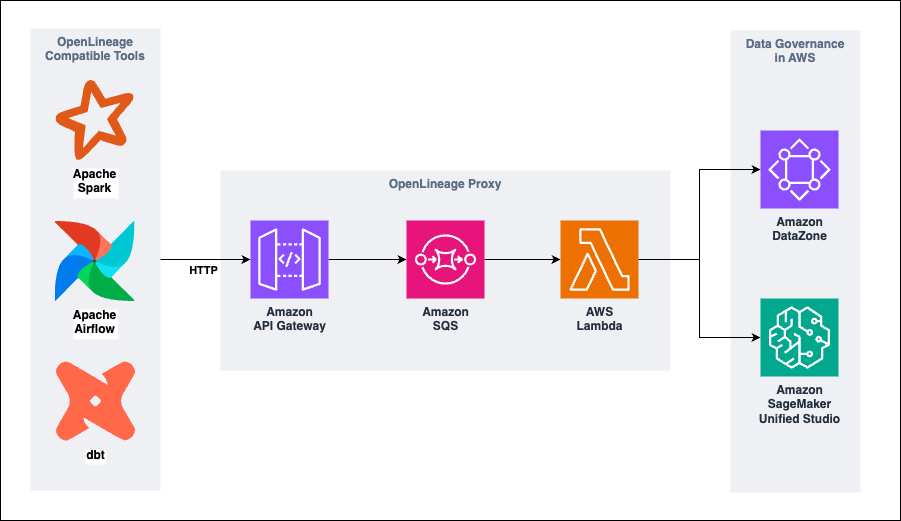 OpenLineage
Compatible Tools
Apache
Spark
Apache
Airflow
dbt
HTTP
OpenLineage Proxy
</>
Amazon
API Gateway
Amazon
SQS
AWS
Lambda
Data Governance
in AWS
Amazon
DataZone
Amazon
SageMaker
Unified Studio